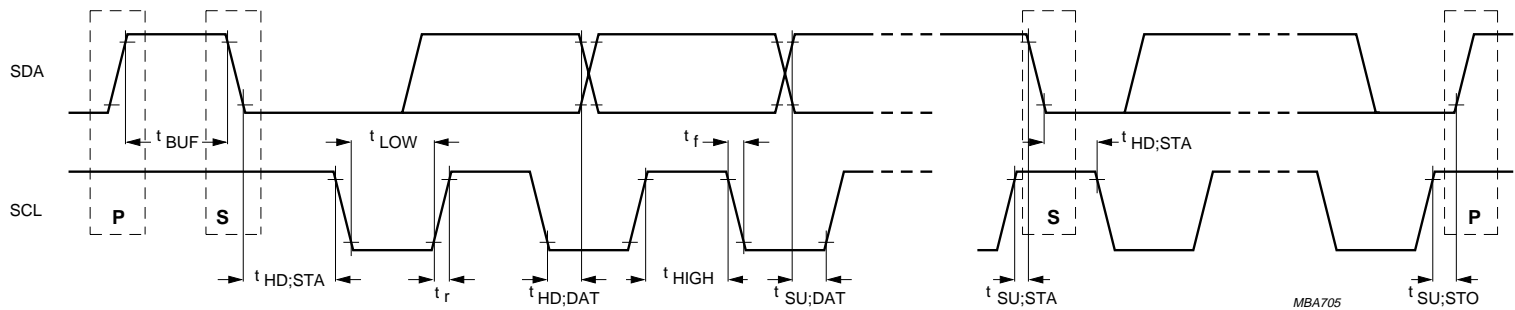 SDA
t BUF
t LOW
t f
t HD;STA
SCL
P
S
S
P
t HD;STA
t r
t HD;DAT
t HIGH
t SU;DAT
t SU;STA
MBA705
t SU;STO